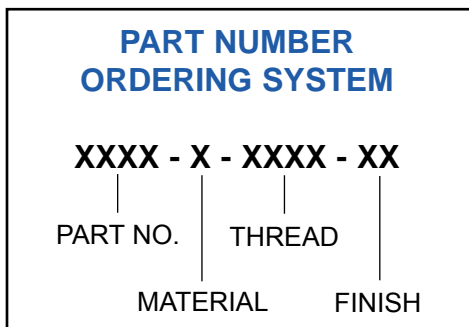 PART NUMBER
ORDERING SYSTEM
XXXX - X - XXXX - XX
PART NO. THREAD
MATERIAL FINISH